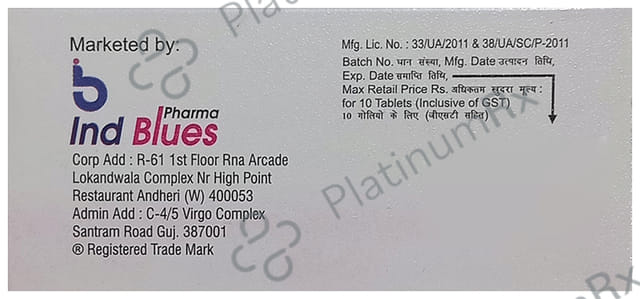 Marketed by:
ib
Ind Blues Pharma
Corp Add : R-61 1st Floor Rna Arcade
Lokandwala Complex Nr High Point
Restaurant Andheri (W) 400053
Admin Add : C-4/5 Virgo Complex
Santram Road Guj. 387001
® Registered Trade Mark
Mfg. Lic. No. : 33/UA/2011 & 38/UA/SC/P-2011
Batch No. भान संख्या, Mfg. Date उत्पादन तिथि,
Exp. Date समाप्ति तिथि,
Max Retail Price Rs. अधिकतम खुदरा मूल्य :
for 10 Tablets (Inclusive of GST)
10 गोलियो के लिए (जीएसटी सहित)
PlatinumRx
PlatinumRx